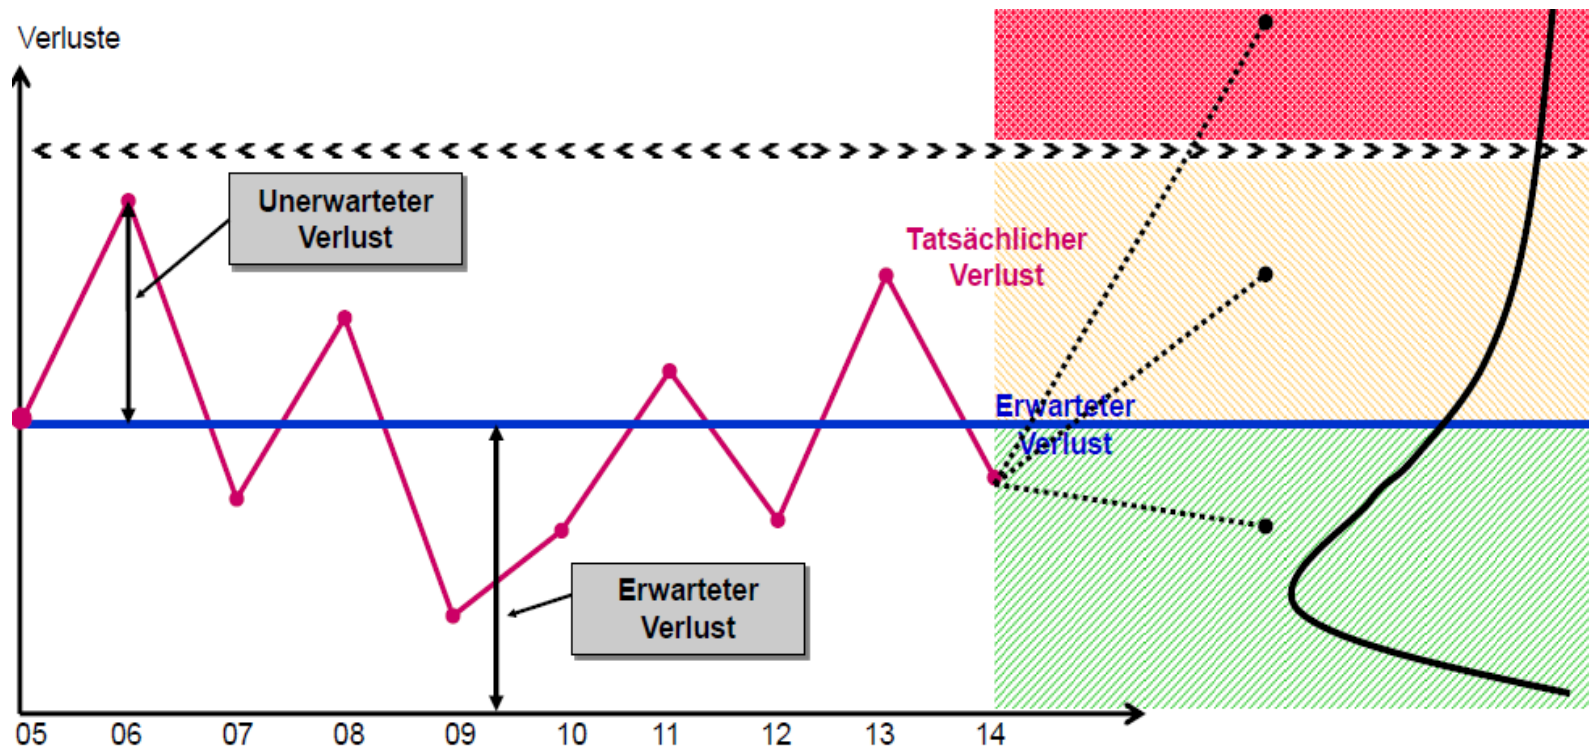 Verluste
Unerwarteter
Verlust
Tatsächlicher
Verlust
Erwarteter
Verlust
Erwarteter
Verlust
05 06 07 08 09 10 11 12 13 14